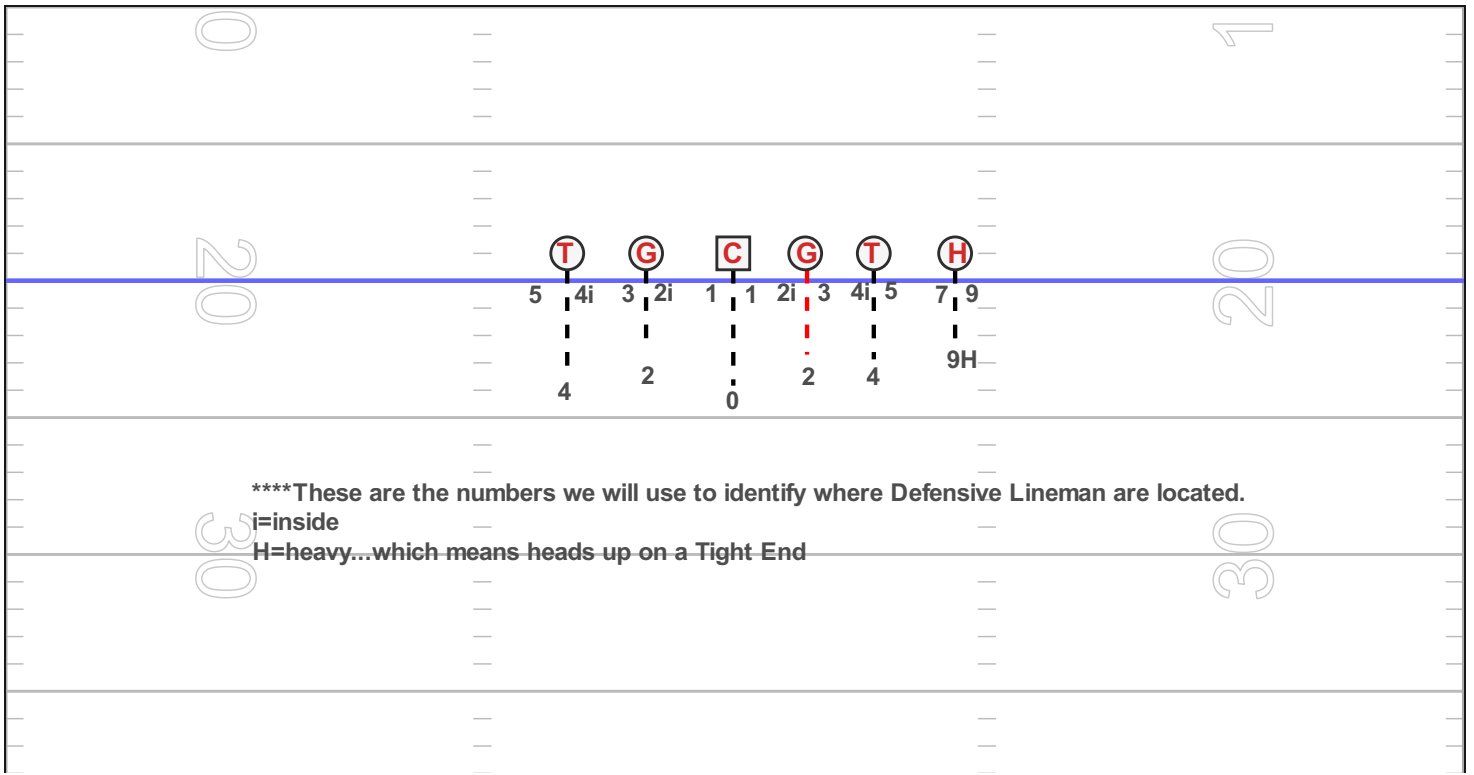 0 1
T G C G T H
20 20
5 4i 3 2i 1 1 2i 3 4i 5 7 9
9H
4 2 0 2 4
****These are the numbers we will use to identify where Defensive Lineman are located.
i=inside
H=heavy...which means heads up on a Tight End
30 30